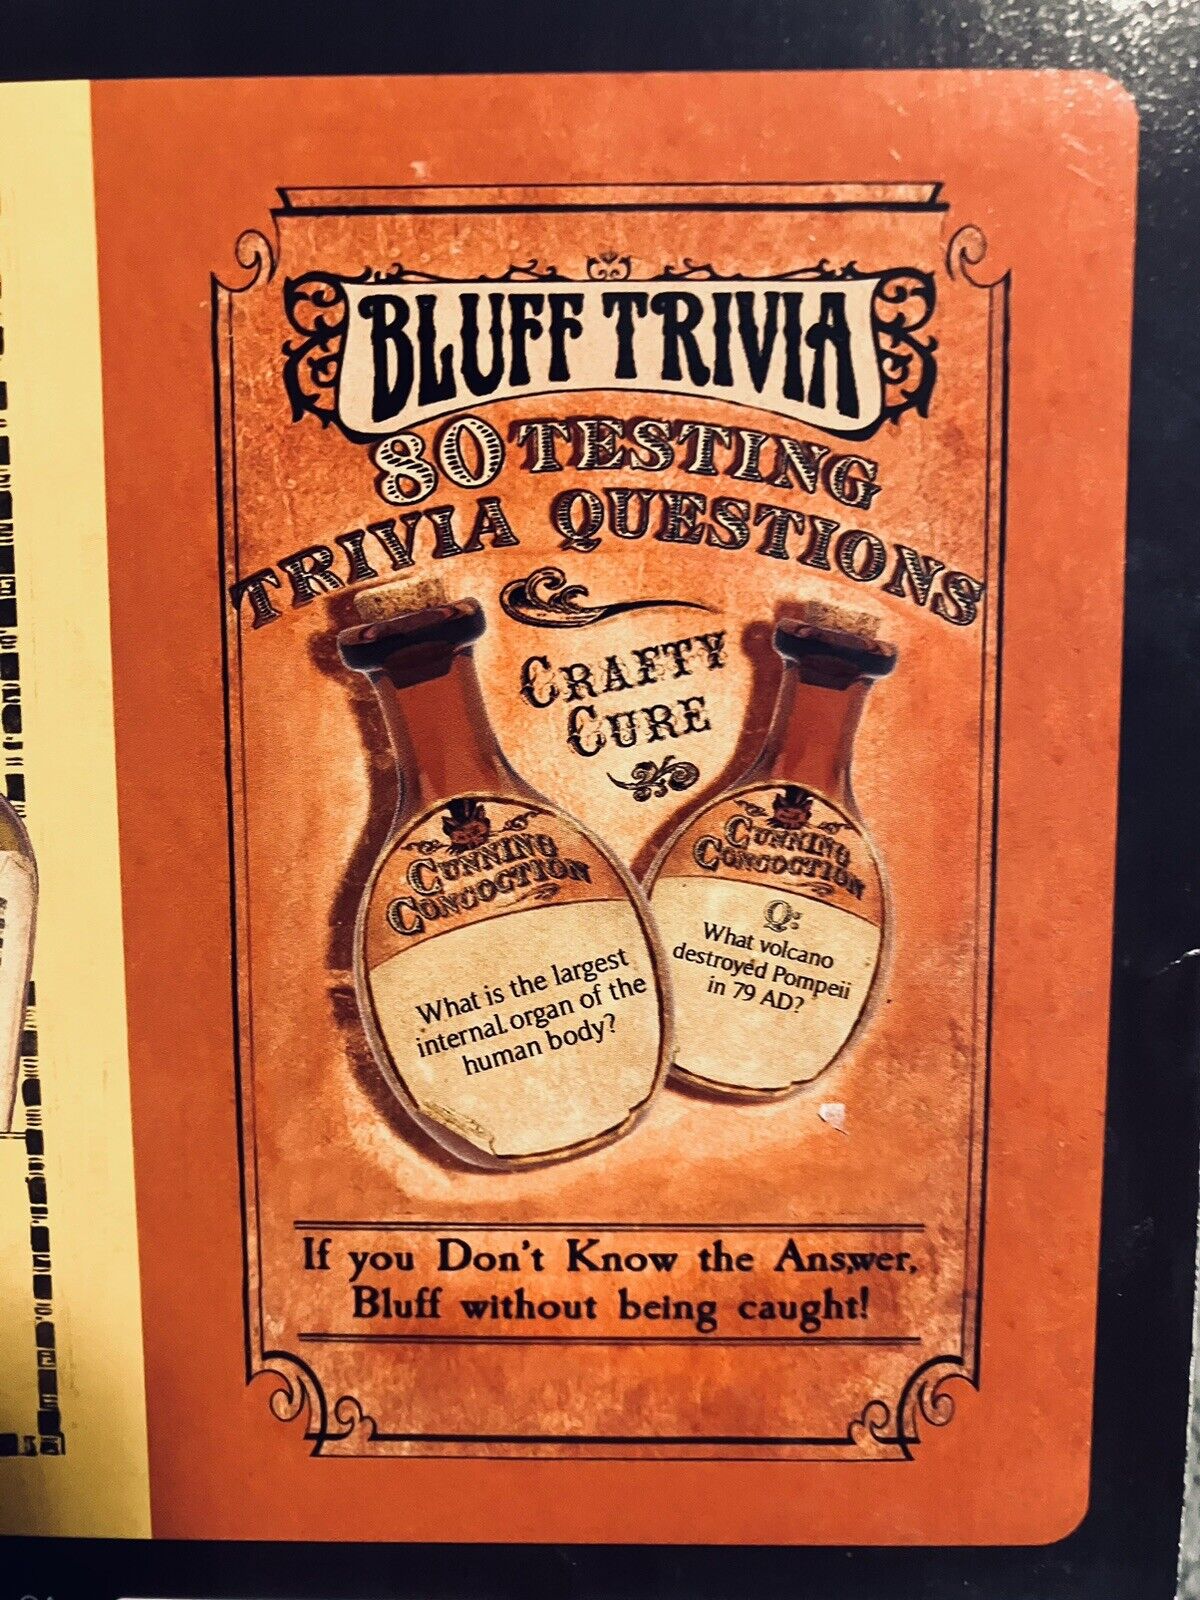 BLUFF TRIVIA
80 TESTING
TRIVIA QUESTIONS
CRAFTY
CURE
CUNNING
CONCOCTION
What is the largest
internal organ of the
human body?
CUNNING
CONCOCTION
Q:
What volcano
destroyed Pompeii
in 79 AD?
If you Don't Know the Answer,
Bluff without being caught!